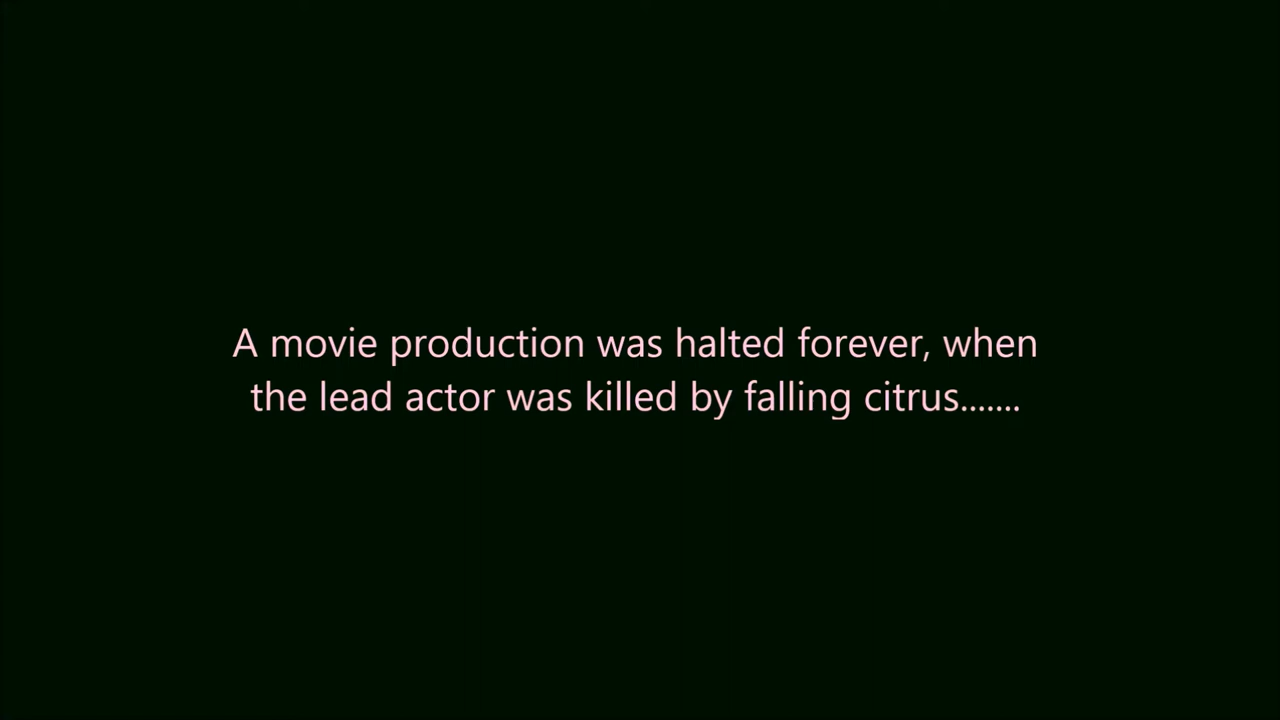 A movie production was halted forever, when
the lead actor was killed by falling citrus.......